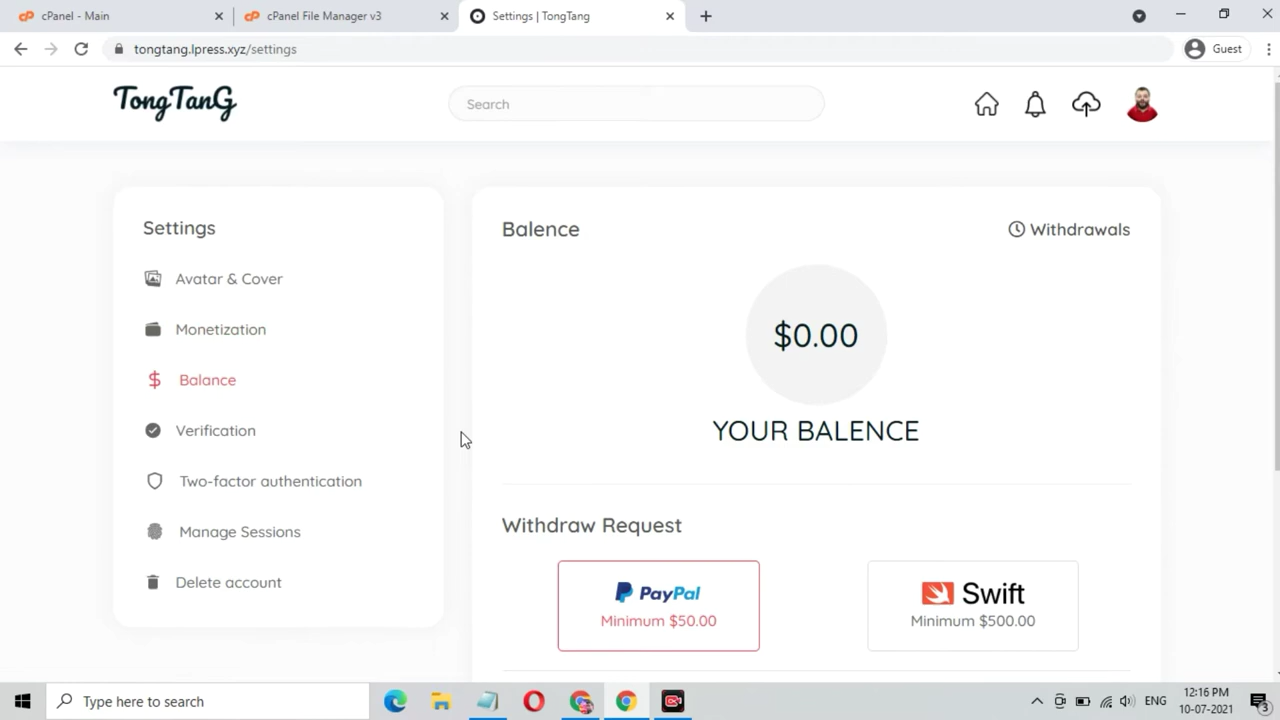 cPanel - Main
cPanel File Manager v3
Settings | TongTang
tongtang.lpress.xyz/settings
Guest
TongTanG
Search
Settings
Avatar & Cover
Monetization
Balance
Verification
Two-factor authentication
Manage Sessions
Delete account
Balence
Withdrawals
$0.00
YOUR BALENCE
Withdraw Request
PayPal
Minimum $50.00
Swift
Minimum $500.00
Type here to search
ENG
12:16 PM
10-07-2021
3